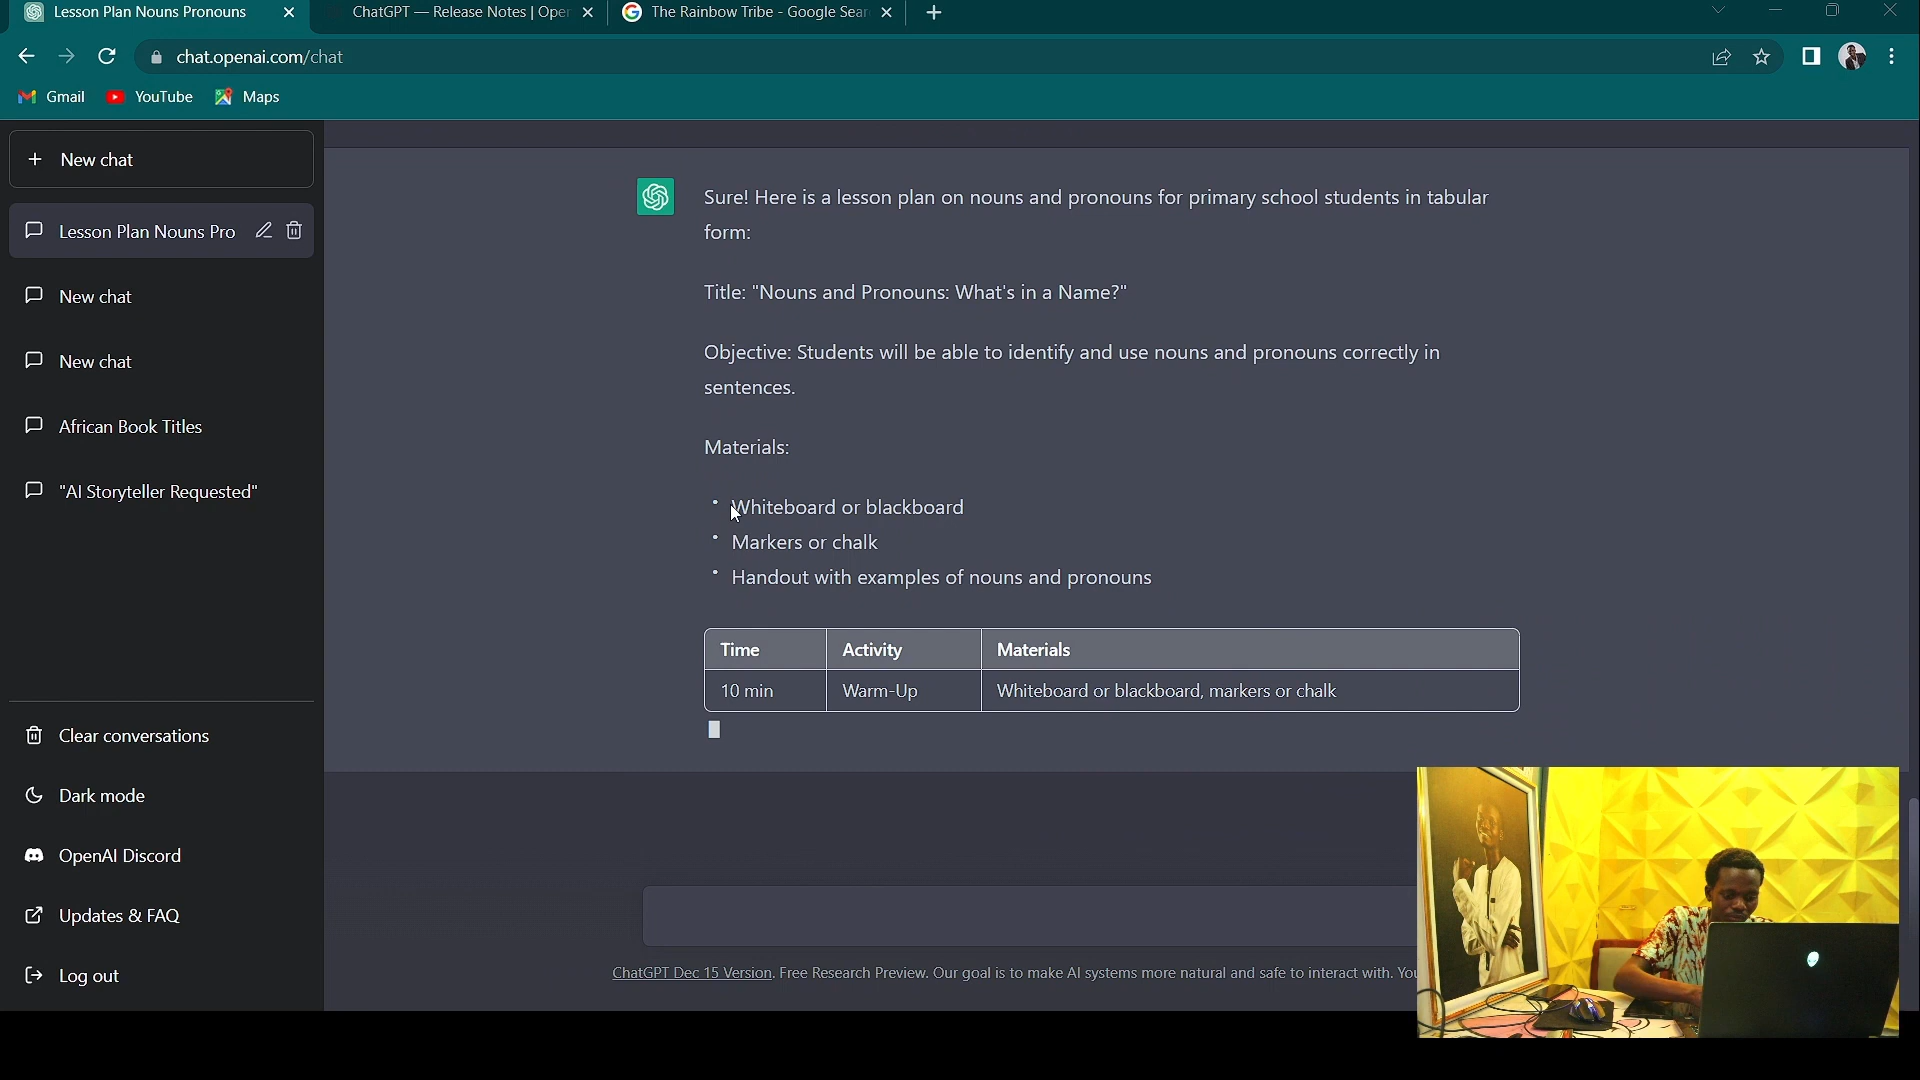 Lesson Plan Nouns Pronouns
ChatGPT — Release Notes | Oper
The Rainbow Tribe - Google Sear
chat.openai.com/chat
Gmail
YouTube
Maps
New chat
Lesson Plan Nouns Pro
New chat
New chat
African Book Titles
"AI Storyteller Requested"
Clear conversations
Dark mode
OpenAI Discord
Updates & FAQ
Log out
Sure! Here is a lesson plan on nouns and pronouns for primary school students in tabular
form:
Title: "Nouns and Pronouns: What's in a Name?"
Objective: Students will be able to identify and use nouns and pronouns correctly in
sentences.
Materials:
• Whiteboard or blackboard
• Markers or chalk
• Handout with examples of nouns and pronouns
Time Activity Materials
10 min Warm-Up Whiteboard or blackboard, markers or chalk
ChatGPT Dec 15 Version. Free Research Preview. Our goal is to make AI systems more natural and safe to interact with. You